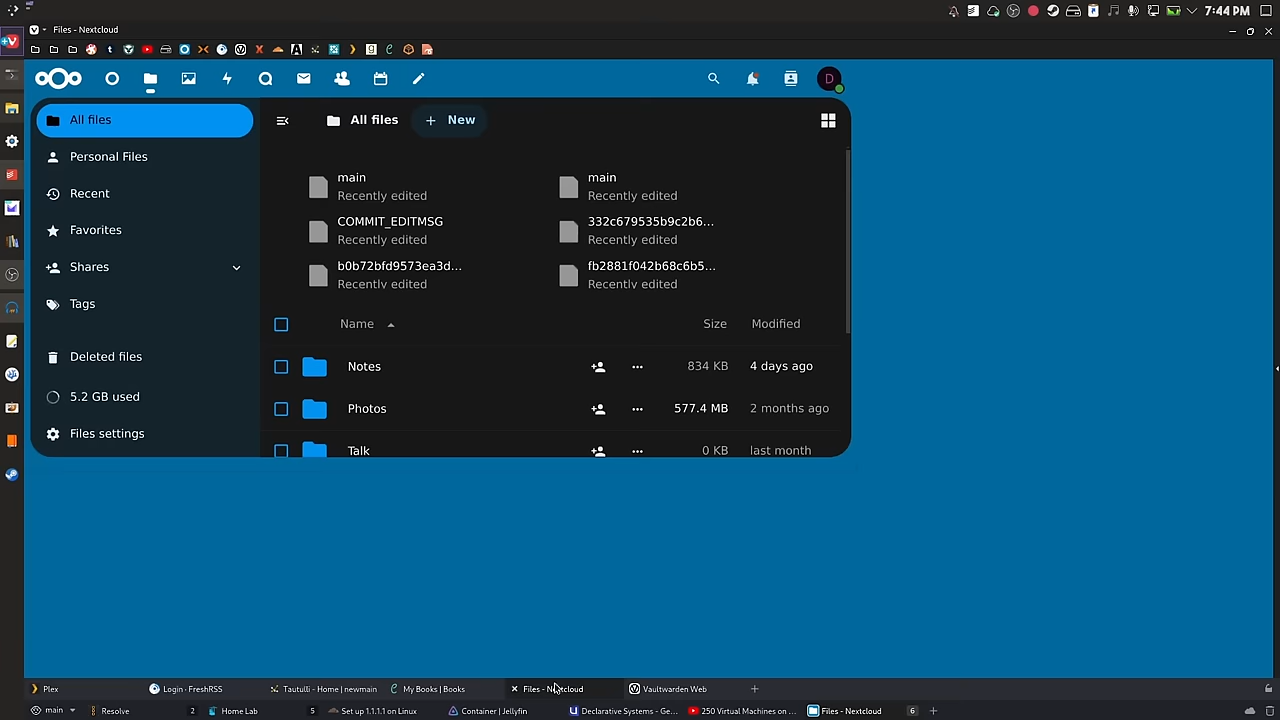 7:44 PM
Files - Nextcloud
D
All files
Personal Files
Recent
Favorites
Shares
Tags
Deleted files
5.2 GB used
Files settings
All files
New
main
Recently edited
main
Recently edited
COMMIT_EDITMSG
Recently edited
332c679535b9c2b6...
Recently edited
b0b72bfd9573ea3d...
Recently edited
fb2881f042b68c6b5...
Recently edited
Name Size Modified
Notes 834 KB 4 days ago
Photos 577.4 MB 2 months ago
Talk 0 KB last month
Plex Login · FreshRSS Tautulli - Home | newmain My Books | Books Files - Nextcloud Vaultwarden Web
main Resolve 2 Home Lab 5 Set up 1.1.1.1 on Linux Container | Jellyfin Declarative Systems - Ge... 250 Virtual Machines on ... Files - Nextcloud 6